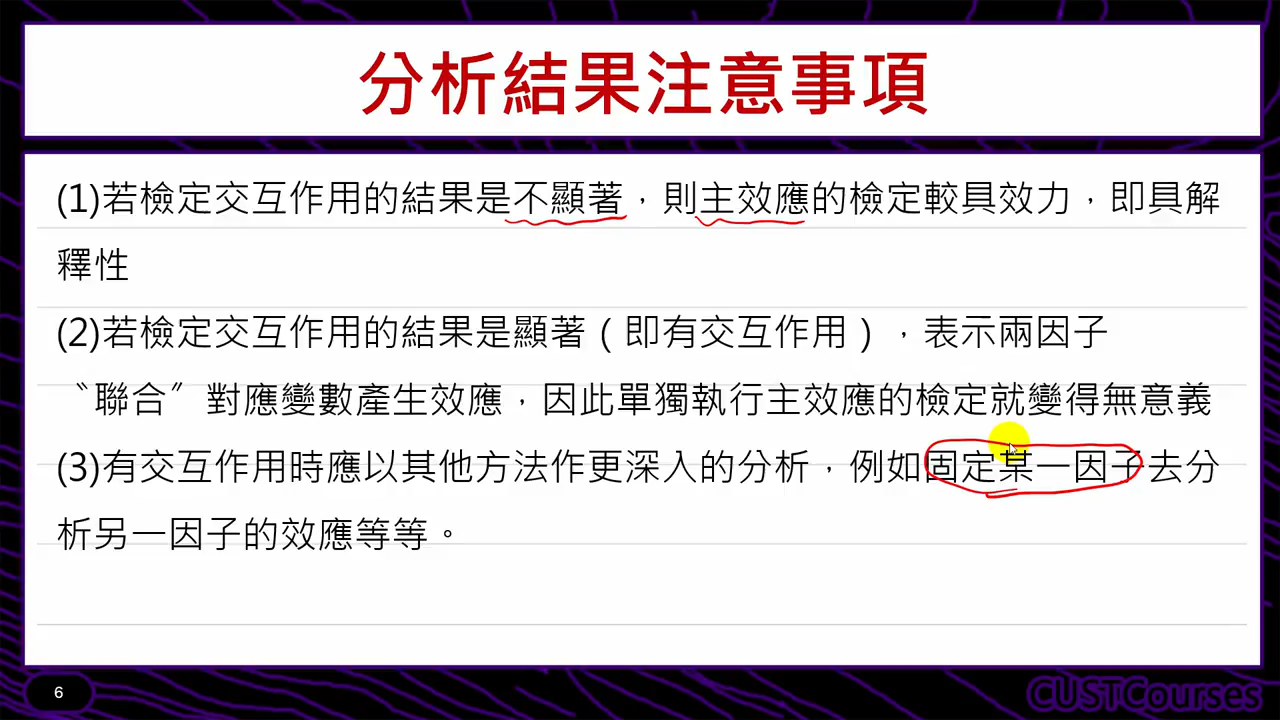 分析結果注意事項
(1)若檢定交互作用的結果是不顯著，則主效應的檢定較具效力，即具解
釋性
(2)若檢定交互作用的結果是顯著（即有交互作用），表示兩因子
〝聯合〞對應變數產生效應，因此單獨執行主效應的檢定就變得無意義
(3)有交互作用時應以其他方法作更深入的分析，例如固定某一因子去分
析另一因子的效應等等。
6
CUSTCourses